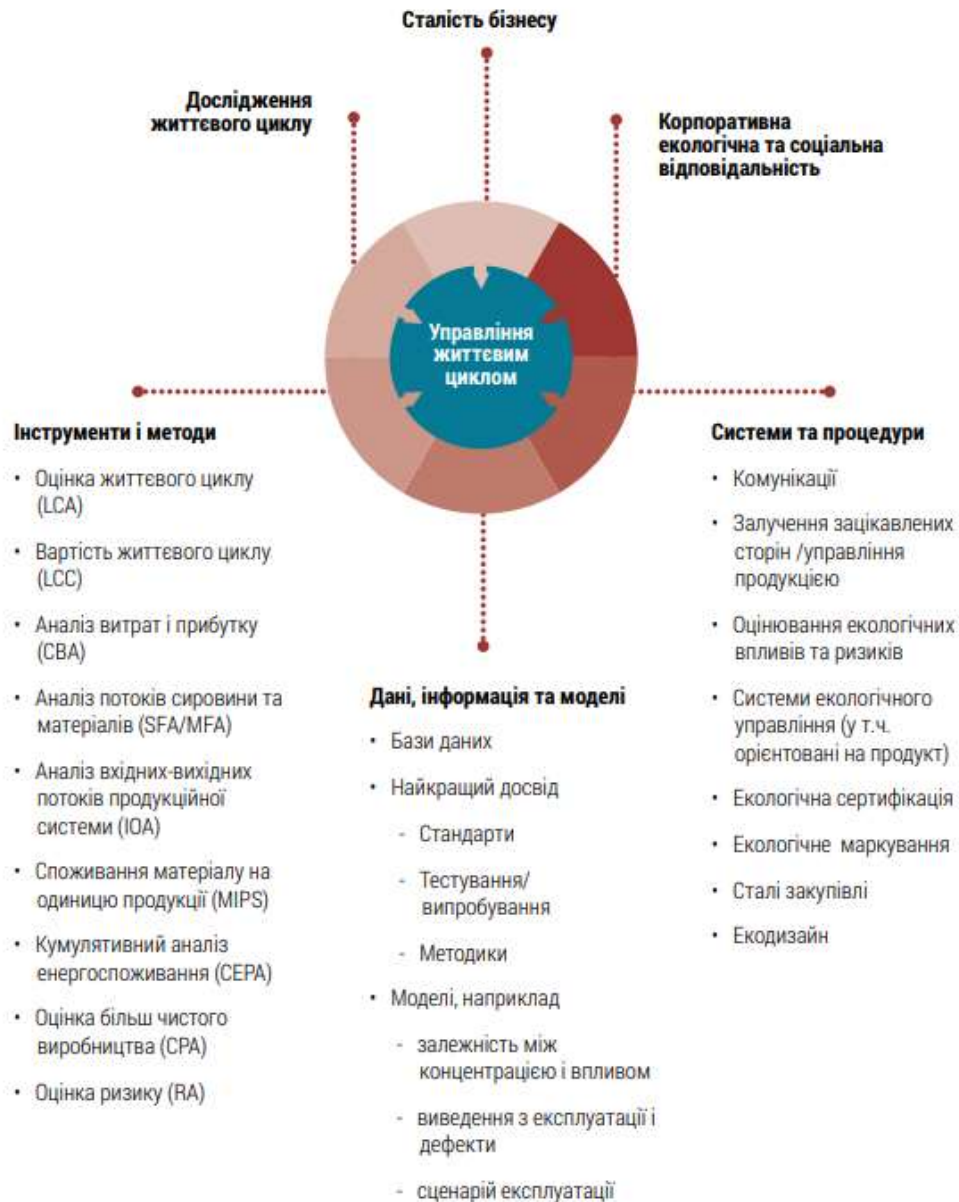 Сталість бізнесу
Дослідження
життєвого циклу
Корпоративна
екологічна та соціальна
відповідальність
Управління
життєвим
циклом
Інструменти і методи
• Оцінка життєвого циклу
(LCA)
• Вартість життєвого циклу
(LCC)
• Аналіз витрат і прибутку
(CBA)
• Аналіз потоків сировини та
матеріалів (SFA/MFA)
• Аналіз вхідних-вихідних
потоків продукційної
системи (IOA)
• Споживання матеріалу на
одиницю продукції (MIPS)
• Кумулятивний аналіз
енергоспоживання (CEPA)
• Оцінка більш чистого
виробництва (CPA)
• Оцінка ризику (RA)
Дані, інформація та моделі
• Бази даних
• Найкращий досвід
- Стандарти
- Тестування/
випробування
- Методики
• Моделі, наприклад
- залежність між
концентрацією і впливом
- виведення з експлуатації і
дефекти
- сценарій експлуатації
Системи та процедури
• Комунікації
• Залучення зацікавлених
сторін /управління
продукцією
• Оцінювання екологічних
впливів та ризиків
• Системи екологічного
управління (у т.ч.
орієнтовані на продукт)
• Екологічна сертифікація
• Екологічне маркування
• Сталі закупівлі
• Екодизайн